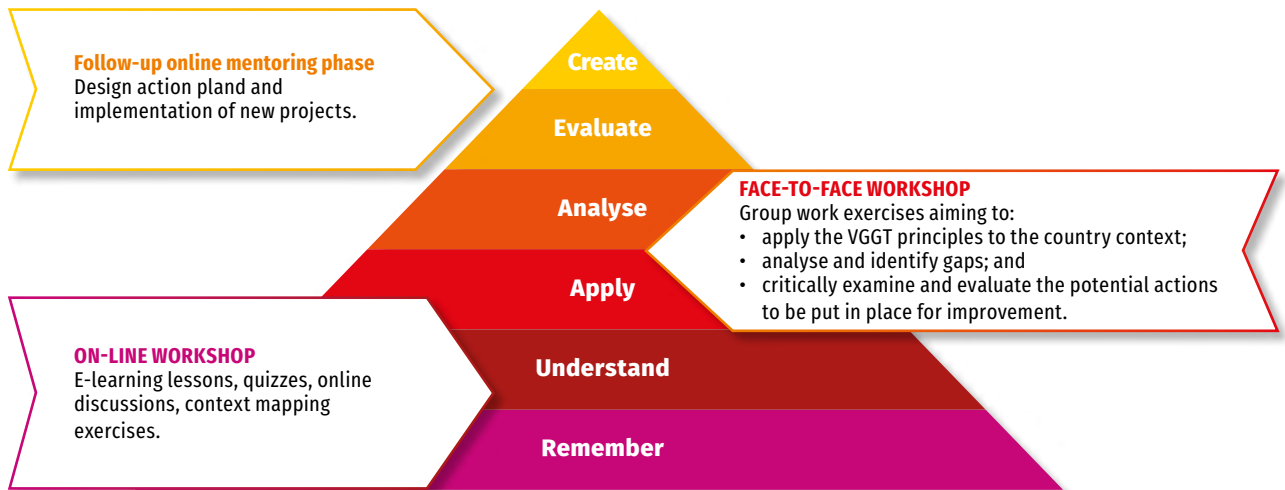 Follow-up online mentoring phase
Design action pland and
implementation of new projects.
Create
Evaluate
Analyse
FACE-TO-FACE WORKSHOP
Group work exercises aiming to:
• apply the VGGT principles to the country context;
• analyse and identify gaps; and
• critically examine and evaluate the potential actions
to be put in place for improvement.
Apply
ON-LINE WORKSHOP
E-learning lessons, quizzes, online
discussions, context mapping
exercises.
Understand
Remember